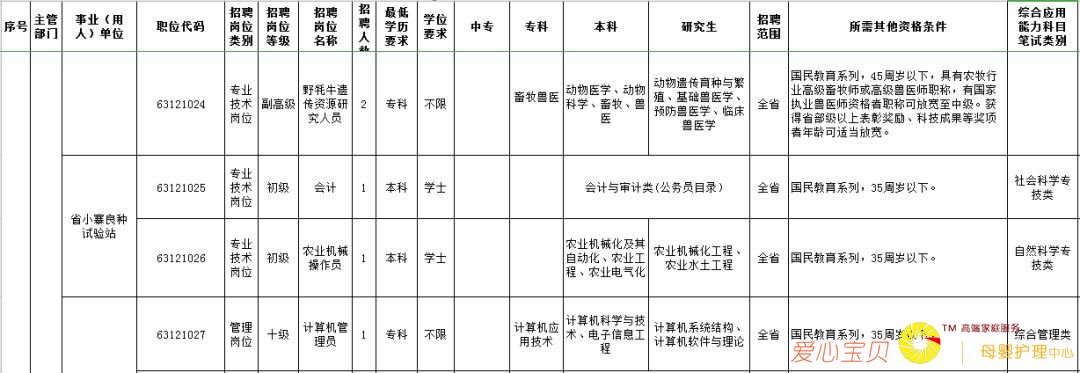 序号
主管
部门
事业（用
人）单位
职位代码
招聘
岗位
类别
招聘
岗位
等级
招聘
岗位
名称
招
聘
人数
最低
学历
要求
学位
要求
中专
专科
本科
研究生
招聘
范围
所需其他资格条件
综合应用
能力科目
笔试类别
63121024
专业
技术
岗位
副高级
野牦牛遗
传资源研
究人员
2
专科
不限
畜牧兽医
动物医学、动物
科学、畜牧、兽
医
动物遗传育种与繁
殖、基础兽医学、
预防兽医学、临床
兽医学
全省
国民教育系列，45周岁以下，具有农牧行
业高级畜牧师或高级兽医师职称，有国家
执业兽医师资格者职称可放宽至中级。获
得省部级以上表彰奖励、科技成果等奖项
者年龄可适当放宽。
省小寨良种
试验站
63121025
专业
技术
岗位
初级
会计
1
本科
学士
会计与审计类(公务员目录)
全省
国民教育系列，35周岁以下。
社会科学专
技类
63121026
专业
技术
岗位
初级
农业机械
操作员
1
本科
学士
农业机械化及其
自动化、农业工
程、农业电气化
农业机械化工程、
农业水土工程
全省
国民教育系列，35周岁以下。
自然科学专
技类
63121027
管理
岗位
十级
计算机管
理员
1
专科
不限
计算机应
用技术
计算机科学与技
术、电子信息工
程
计算机系统结构、
计算机软件与理论
全省
国民教育系列，35周岁以下。
综合管理类
爱心宝贝
TM 高端家庭服务
母婴护理中心